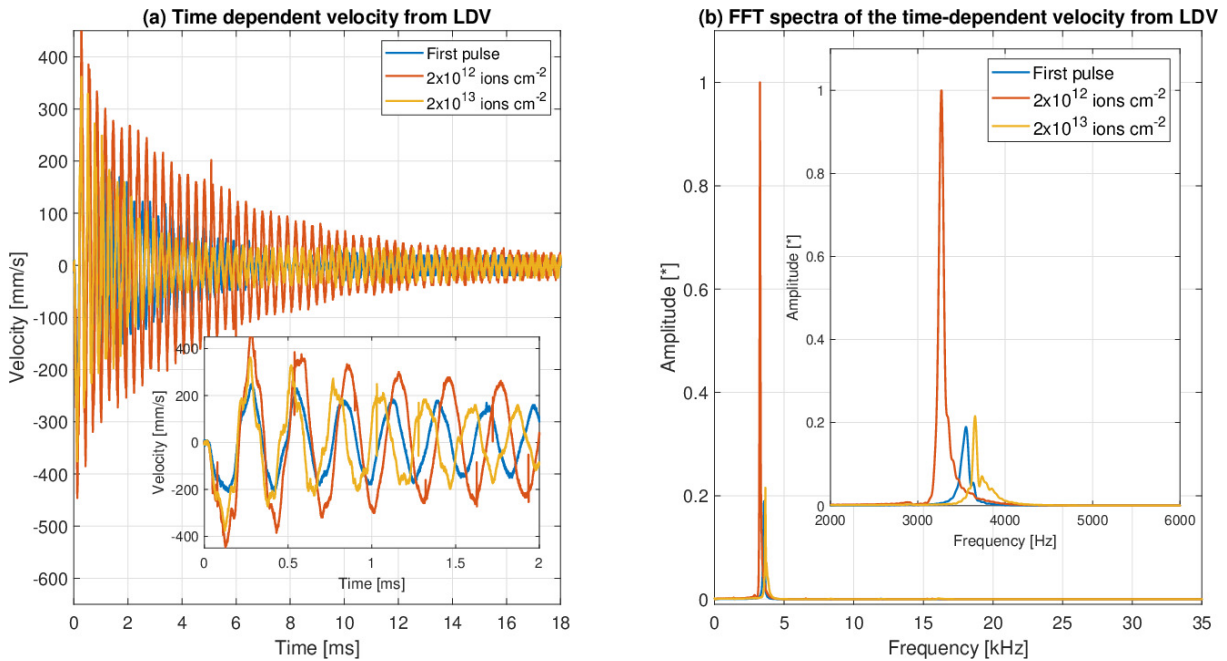 (a) Time dependent velocity from LDV
400
300
200
100
0
-100
-200
-300
-400
-500
-600
Velocity [mm/s]
0 2 4 6 8 10 12 14 16 18
Time [ms]
First pulse
2x10^12 ions cm^-2
2x10^13 ions cm^-2
400
200
0
-200
-400
Velocity [mm/s]
0 0.5 1 1.5 2
Time [ms]
(b) FFT spectra of the time-dependent velocity from LDV
1
0.8
0.6
0.4
0.2
0
Amplitude [*]
0 5 10 15 20 25 30 35
Frequency [kHz]
First pulse
2x10^12 ions cm^-2
2x10^13 ions cm^-2
1
0.8
0.6
0.4
0.2
0
Amplitude [*]
2000 3000 4000 5000 6000
Frequency [Hz]